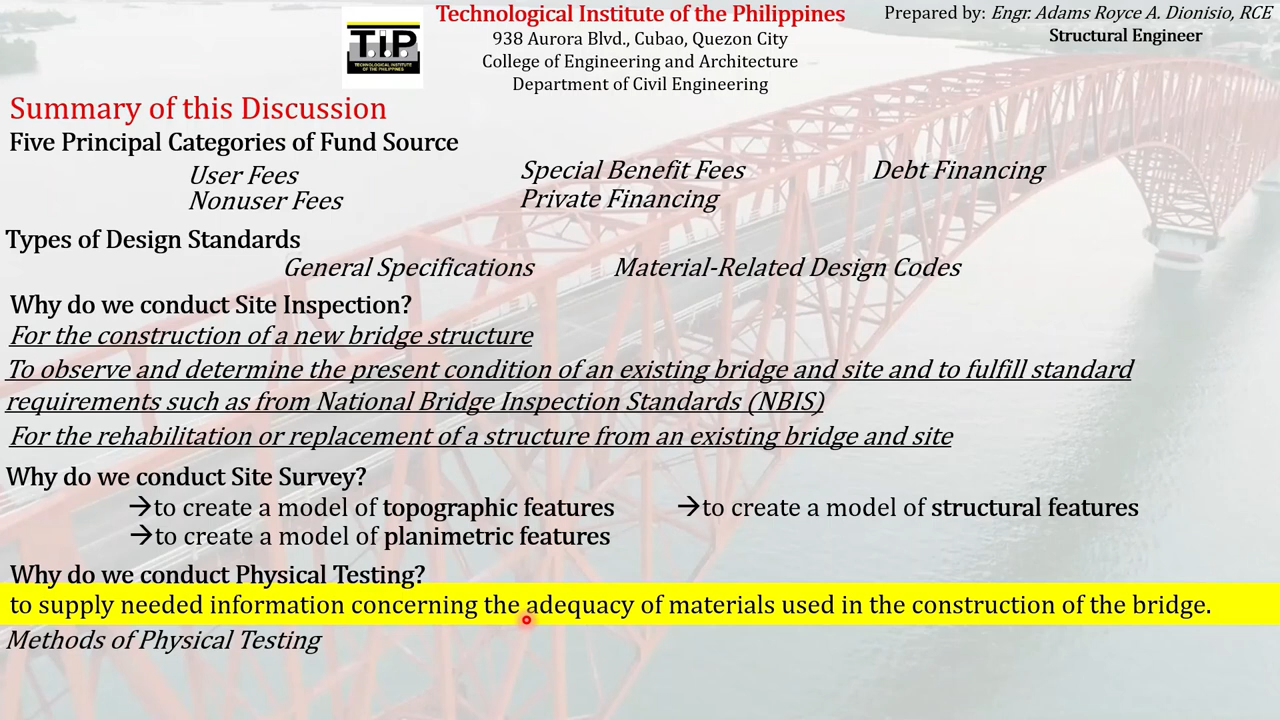 TiP
TECHNOLOGICAL INSTITUTE
OF THE PHILIPPINES
Technological Institute of the Philippines
938 Aurora Blvd., Cubao, Quezon City
College of Engineering and Architecture
Department of Civil Engineering
Prepared by: Engr. Adams Royce A. Dionisio, RCE
Structural Engineer
Summary of this Discussion
Five Principal Categories of Fund Source
User Fees
Nonuser Fees
Special Benefit Fees
Private Financing
Debt Financing
Types of Design Standards
General Specifications
Material-Related Design Codes
Why do we conduct Site Inspection?
For the construction of a new bridge structure
To observe and determine the present condition of an existing bridge and site and to fulfill standard
requirements such as from National Bridge Inspection Standards (NBIS)
For the rehabilitation or replacement of a structure from an existing bridge and site
Why do we conduct Site Survey?
→to create a model of topographic features
→to create a model of planimetric features
→to create a model of structural features
Why do we conduct Physical Testing?
to supply needed information concerning the adequacy of materials used in the construction of the bridge.
Methods of Physical Testing